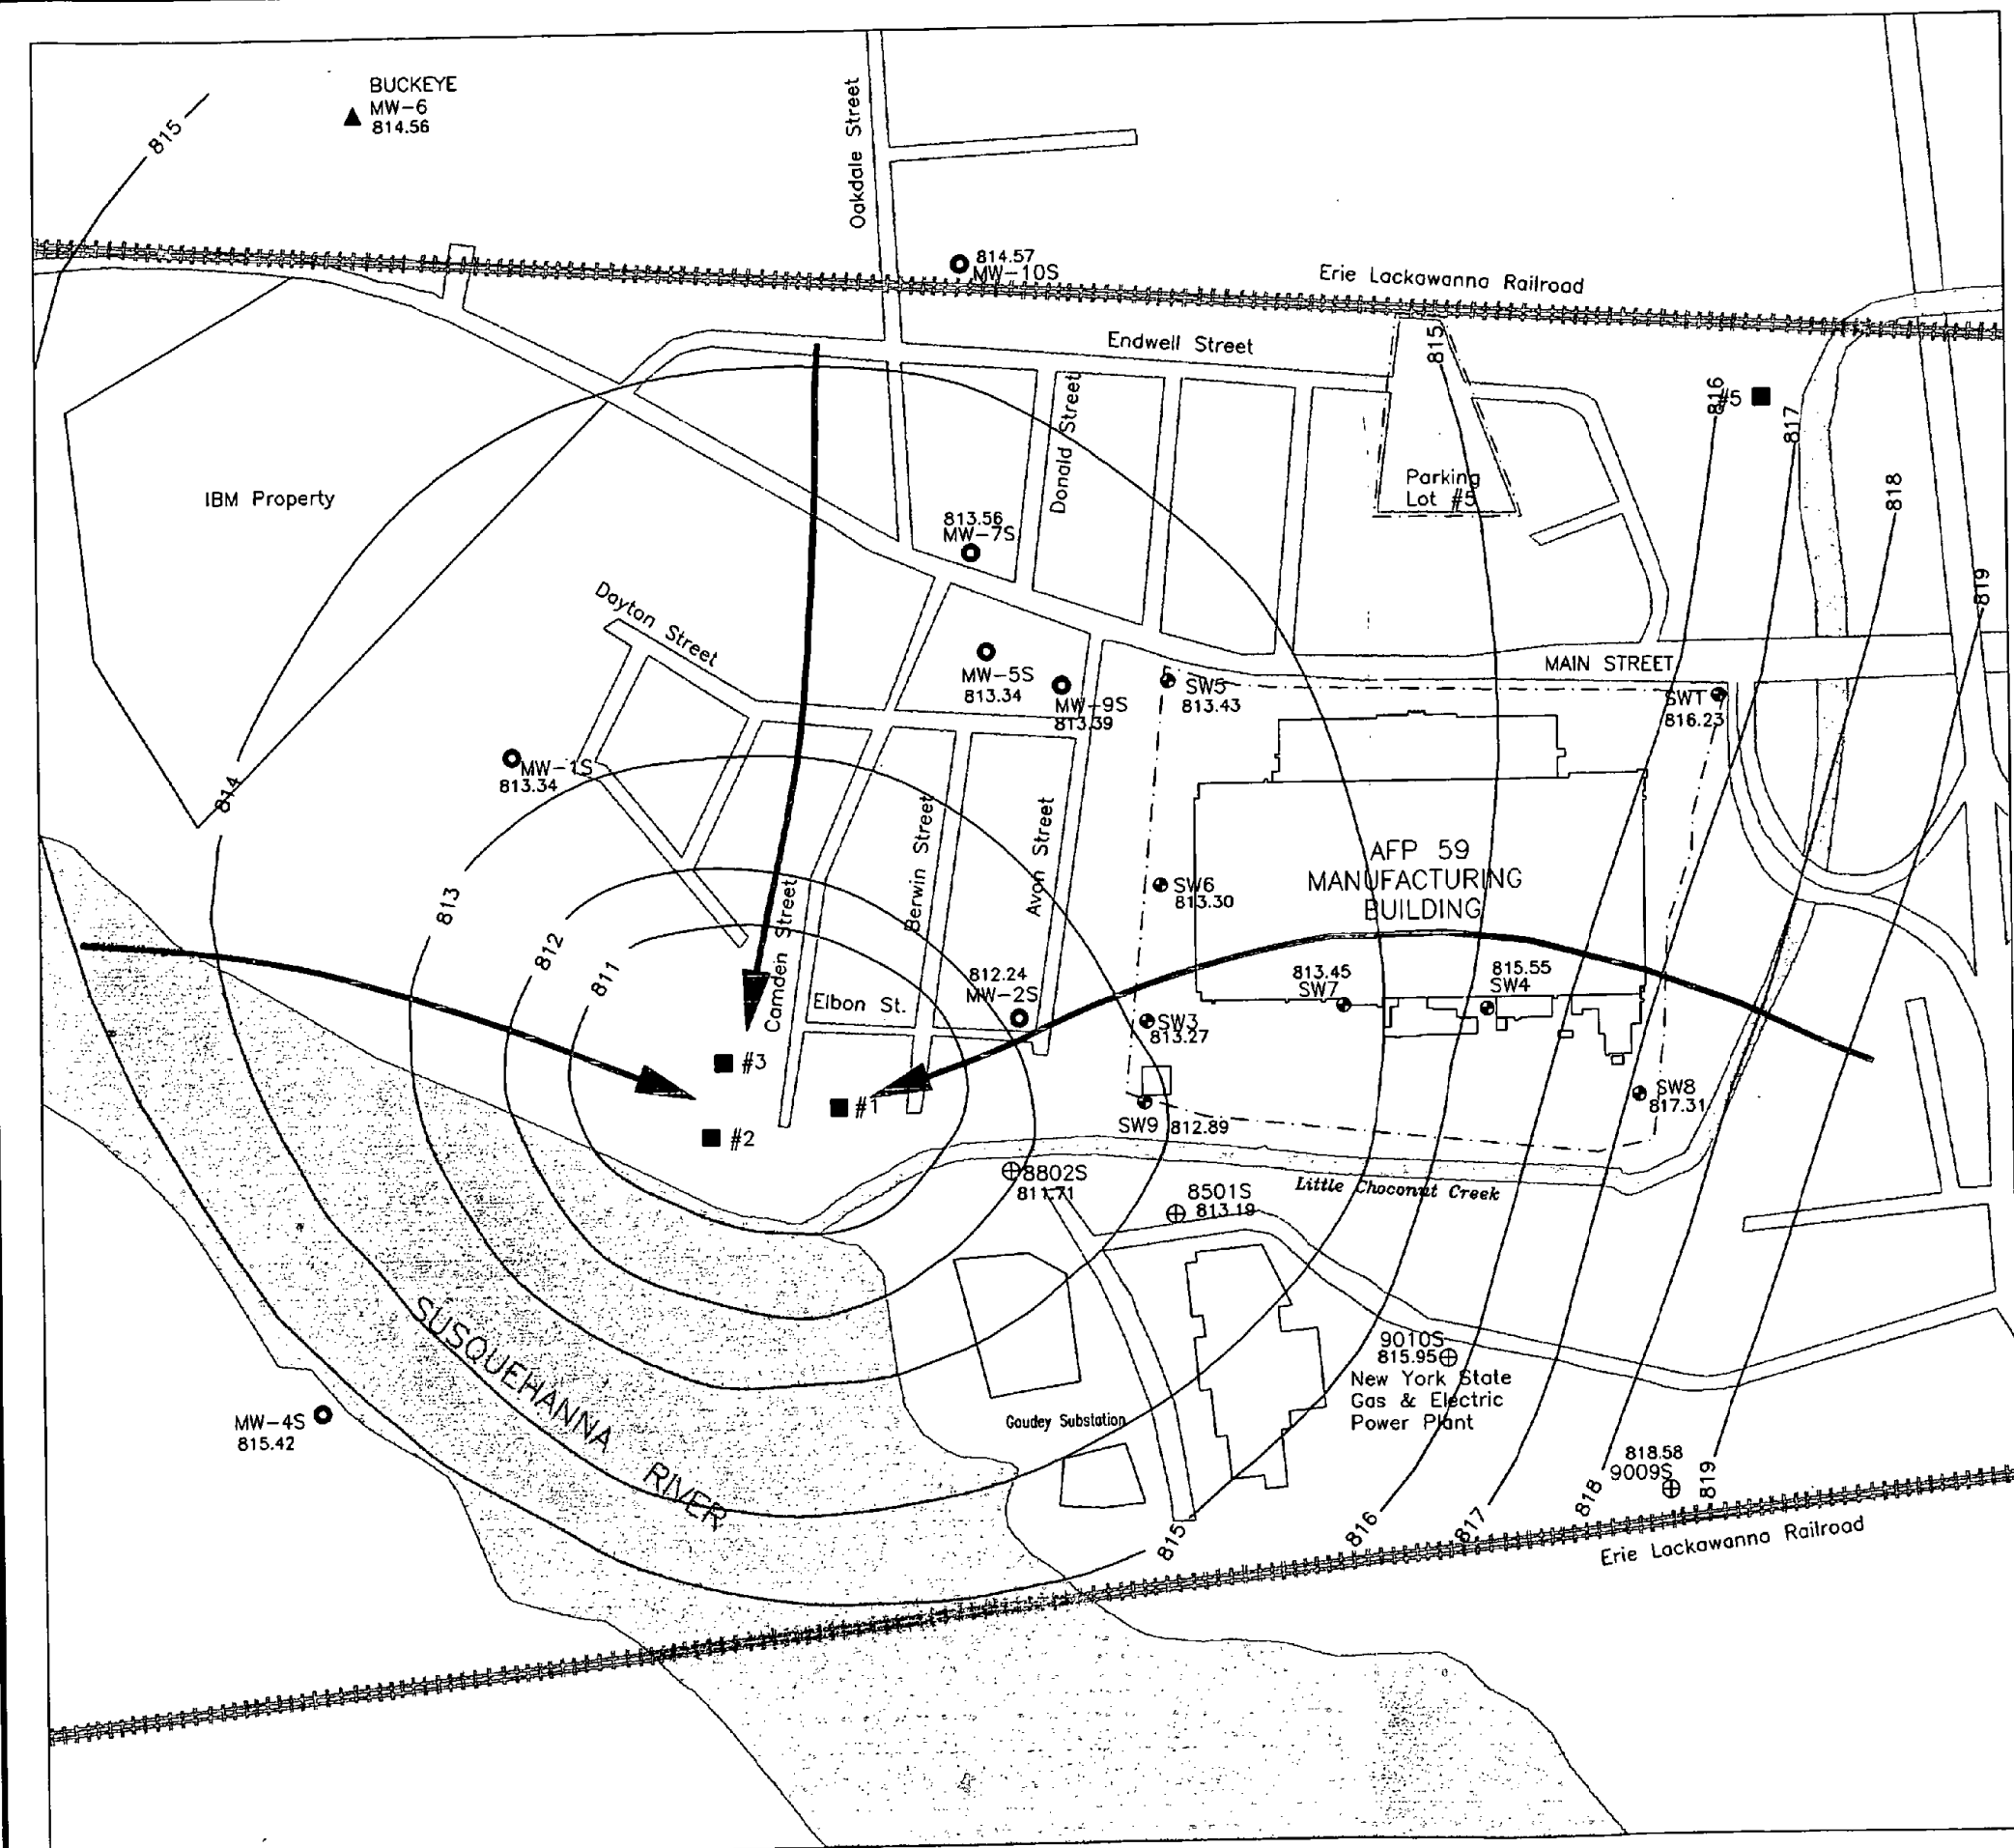 BUCKEYE
MW-6
814.56
815
Oakdale Street
814.57
MW-10S
Erie Lackawanna Railroad
Endwell Street
815
816
#5
817
818
819
Donald Street
Parking
Lot #5
IBM Property
813.56
MW-7S
Dayton Street
MW-5S
813.34
MW-9S
813.39
SW5
813.43
MAIN STREET
SW1
816.23
MW-1S
813.34
814
813
812
811
Camden Street
Berwin Street
Avon Street
SW6
813.30
AFP 59
MANUFACTURING
BUILDING
812.24
MW-2S
Elbon St.
813.45
SW7
815.55
SW4
SW3
813.27
#3
#1
#2
SW8
817.31
SW9 812.89
8802S
811.71
8501S
813.19
Little Choconut Creek
SUSQUEHANNA
RIVER
9010S
815.95
New York State
Gas & Electric
Power Plant
Goudey Substation
MW-4S
815.42
818.58
9009S
815
816
817
818
819
Erie Lackawanna Railroad